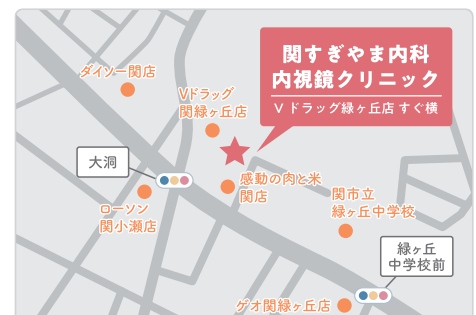 関すぎやま内科
内視鏡クリニック
V ドラッグ緑ヶ丘店 すぐ横
ダイソー関店
Vドラッグ
関緑ヶ丘店
大洞
感動の肉と米
関店
ローソン
関小瀬店
関市立
緑ヶ丘中学校
緑ヶ丘
中学校前
ゲオ関緑ヶ丘店